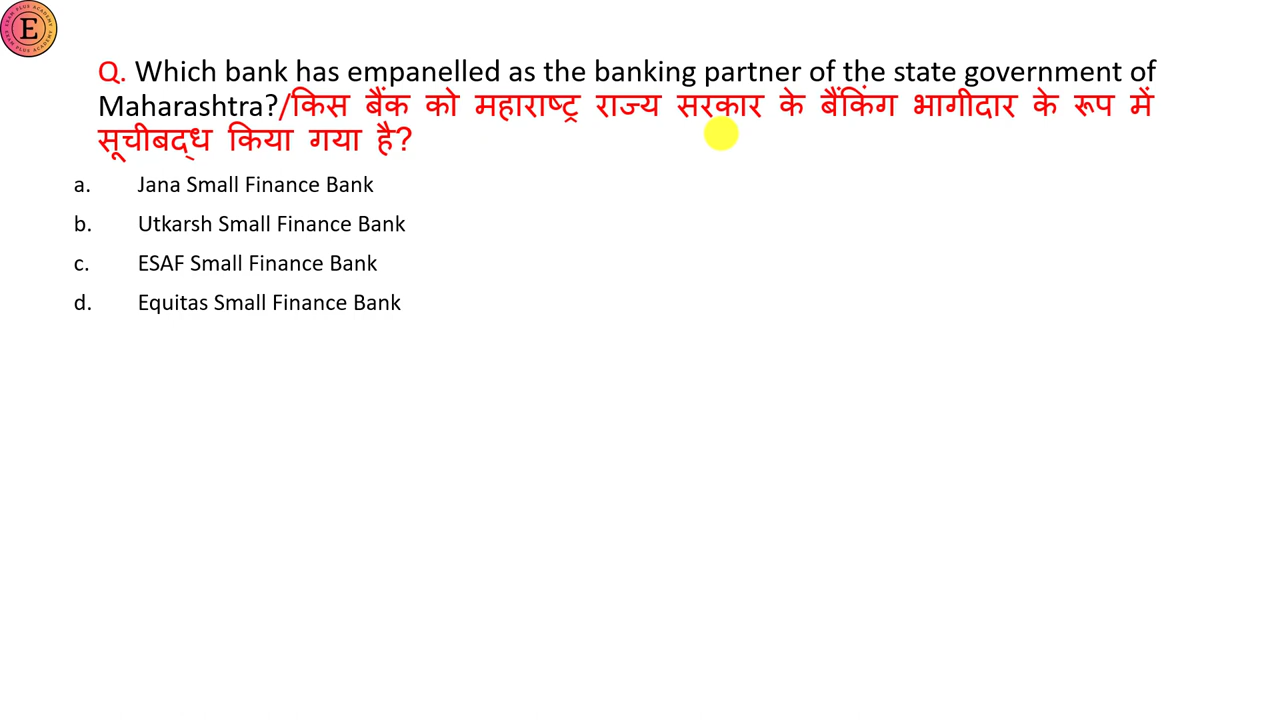 E
Q. Which bank has empanelled as the banking partner of the state government of
Maharashtra?/किस बैंक को महाराष्ट्र राज्य सरकार के बैंकिंग भागीदार के रूप में
सूचीबद्ध किया गया है?
a. Jana Small Finance Bank
b. Utkarsh Small Finance Bank
c. ESAF Small Finance Bank
d. Equitas Small Finance Bank